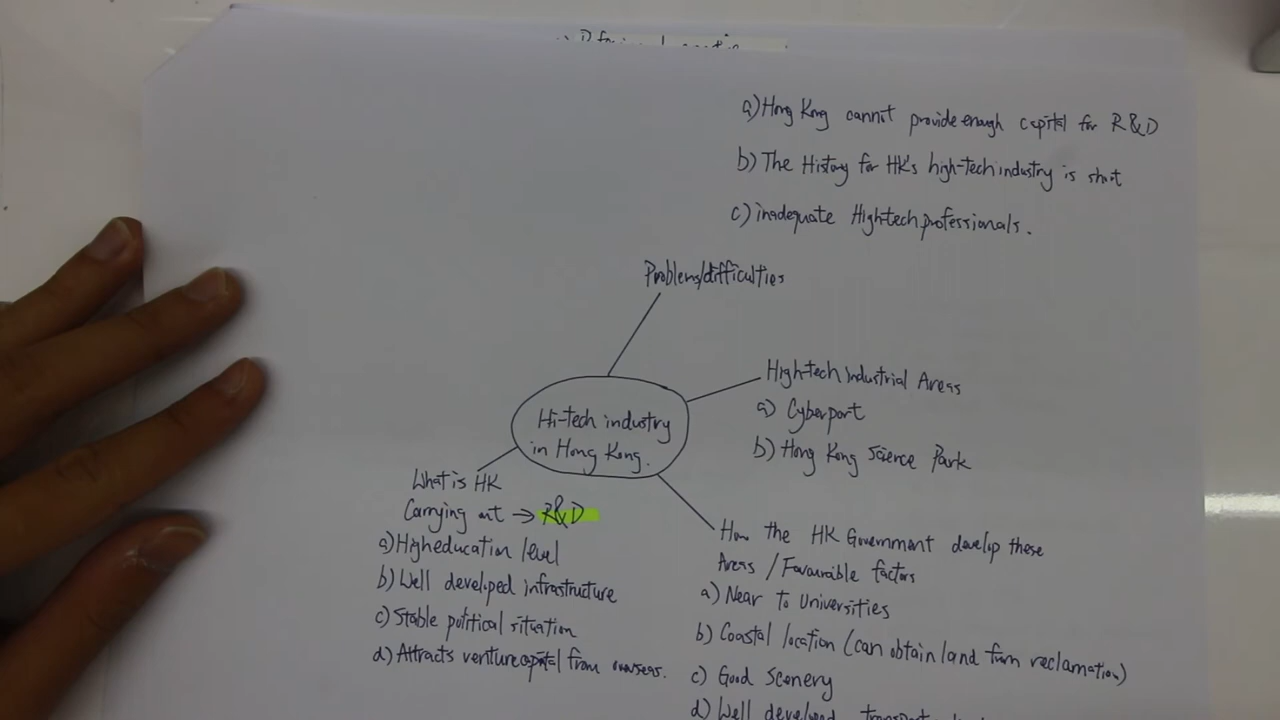 a) Hong Kong cannot provide enough capital for R&D
b) The History for HK's high-tech industry is short
c) inadequate High-tech professionals.
Problems/difficulties
High-tech Industrial Areas
a) Cyberport
b) Hong Kong Science Park
Hi-tech industry
in Hong Kong.
What is HK
Carrying out → R&D
a) High education level
b) Well developed infrastructure
c) Stable political situation
d) Attracts venture capital from overseas.
How the HK Government develop these
Areas / Favourable factors
a) Near to Universities
b) Coastal location (can obtain land from reclamation)
c) Good Scenery
d) Well developed